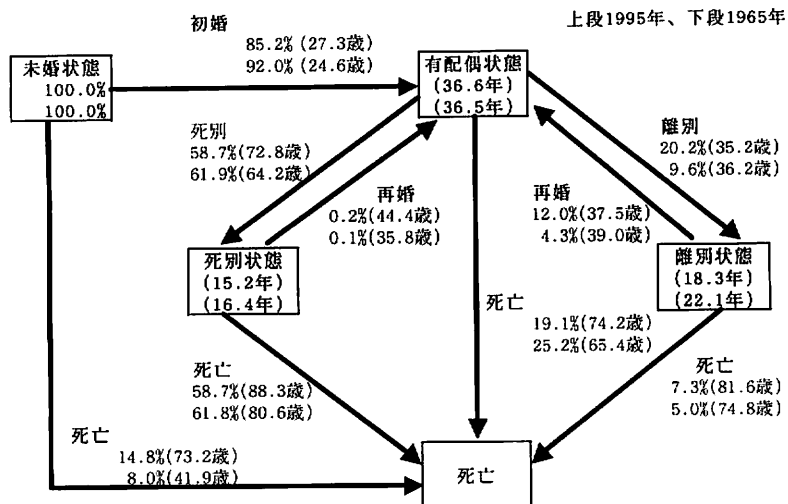 上段1995年、下段1965年
初婚
85.2%(27.3歳)
92.0%(24.6歳)
未婚状態
100.0%
100.0%
有配偶状態
(36.6年)
(36.5年)
死別
58.7%(72.8歳)
61.9%(64.2歳)
離別
20.2%(35.2歳)
9.6%(36.2歳)
再婚
0.2%(44.4歳)
0.1%(35.8歳)
再婚
12.0%(37.5歳)
4.3%(39.0歳)
死別状態
(15.2年)
(16.4年)
離別状態
(18.3年)
(22.1年)
死亡
19.1%(74.2歳)
25.2%(65.4歳)
死亡
58.7%(88.3歳)
61.8%(80.6歳)
死亡
7.3%(81.6歳)
5.0%(74.8歳)
死亡
14.8%(73.2歳)
8.0%(41.9歳)
死亡